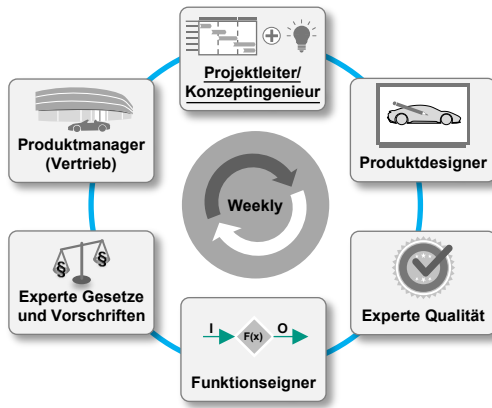 Projektleiter/
Konzeptingenieur
Produktmanager
(Vertrieb)
Produktdesigner
Weekly
§ §
Experte Gesetze
und Vorschriften
Experte Qualität
I F(x) O
Funktionseigner